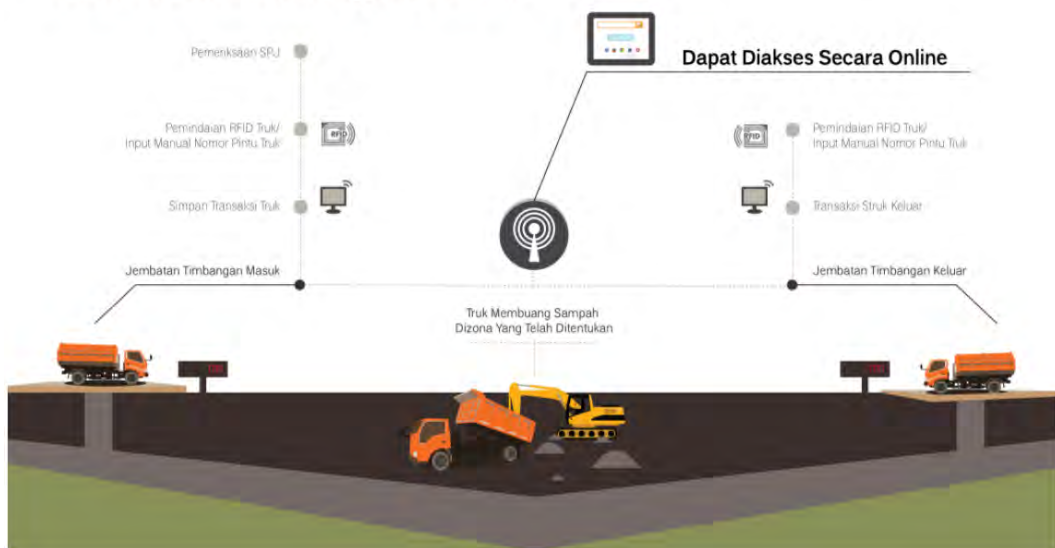 Pemeriksaan SPJ
Pemindaian RFID Truk/
Input Manual Nomor Pintu Truk
RFID
Simpan Transaksi Truk
Jembatan Timbangan Masuk
Dapat Diakses Secara Online
Truk Membuang Sampah
Dizona Yang Telah Ditentukan
RFID
Pemindaian RFID Truk/
Input Manual Nomor Pintu Truk
Transaksi Struk Keluar
Jembatan Timbangan Keluar